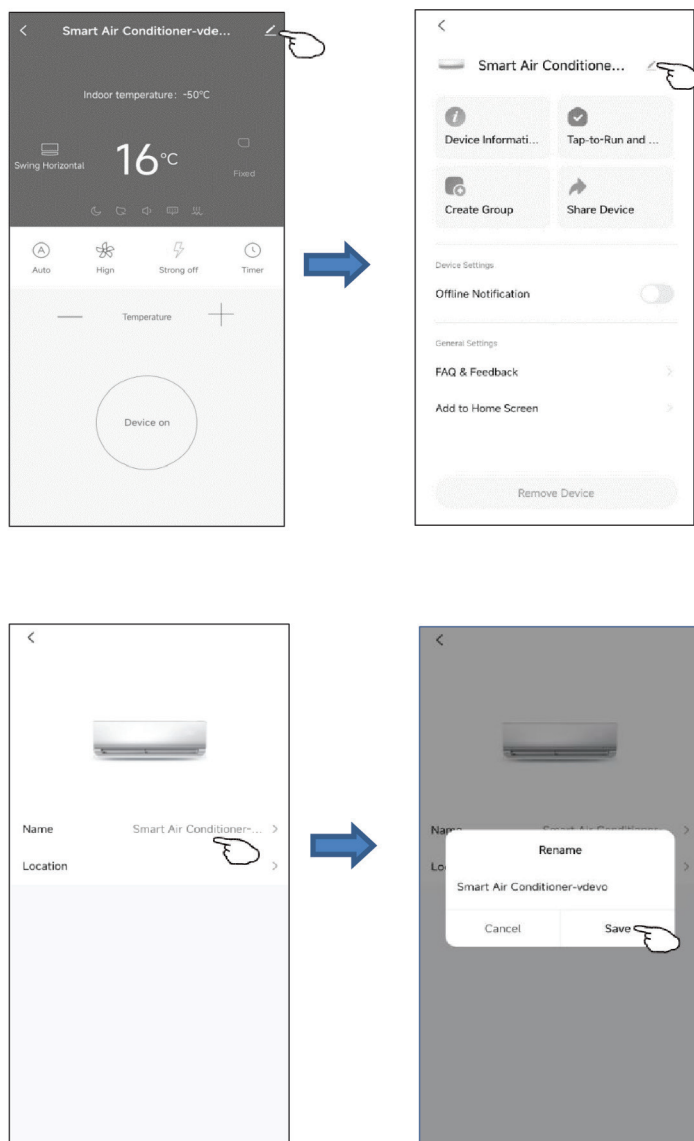 Smart Air Conditioner-vde...
Indoor temperature: -50°C
Swing Horizontal
16°C
Fixed
Auto
Hign
Strong off
Timer
Temperature
Device on
Smart Air Conditione...
Device Informati...
Tap-to-Run and ...
Create Group
Share Device
Device Settings
Offline Notification
General Settings
FAQ & Feedback
Add to Home Screen
Remove Device
Name
Smart Air Conditioner-...
Location
Name
Rename
Smart Air Conditioner-vdevo
Cancel
Save